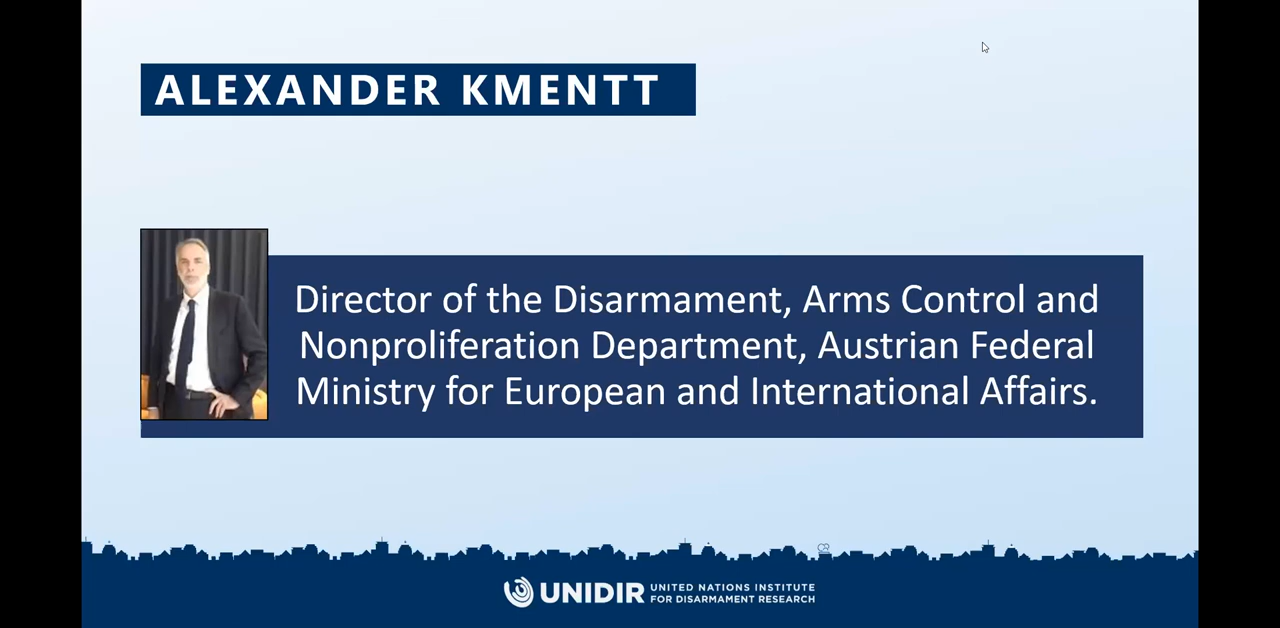 ALEXANDER KMENTT
Director of the Disarmament, Arms Control and
Nonproliferation Department, Austrian Federal
Ministry for European and International Affairs.
UNIDIR
UNITED NATIONS INSTITUTE
FOR DISARMAMENT RESEARCH